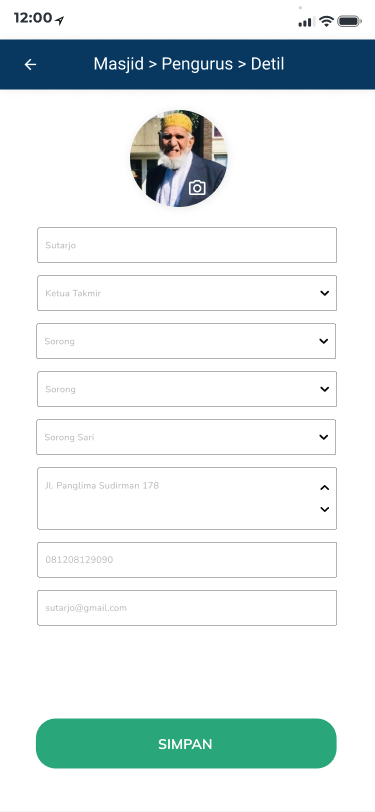 12:00
Masjid > Pengurus > Detil
Sutarjo
Ketua Takmir
Sorong
Sorong
Sorong Sari
Jl. Panglima Sudirman 178
081208129090
sutarjo@gmail.com
SIMPAN